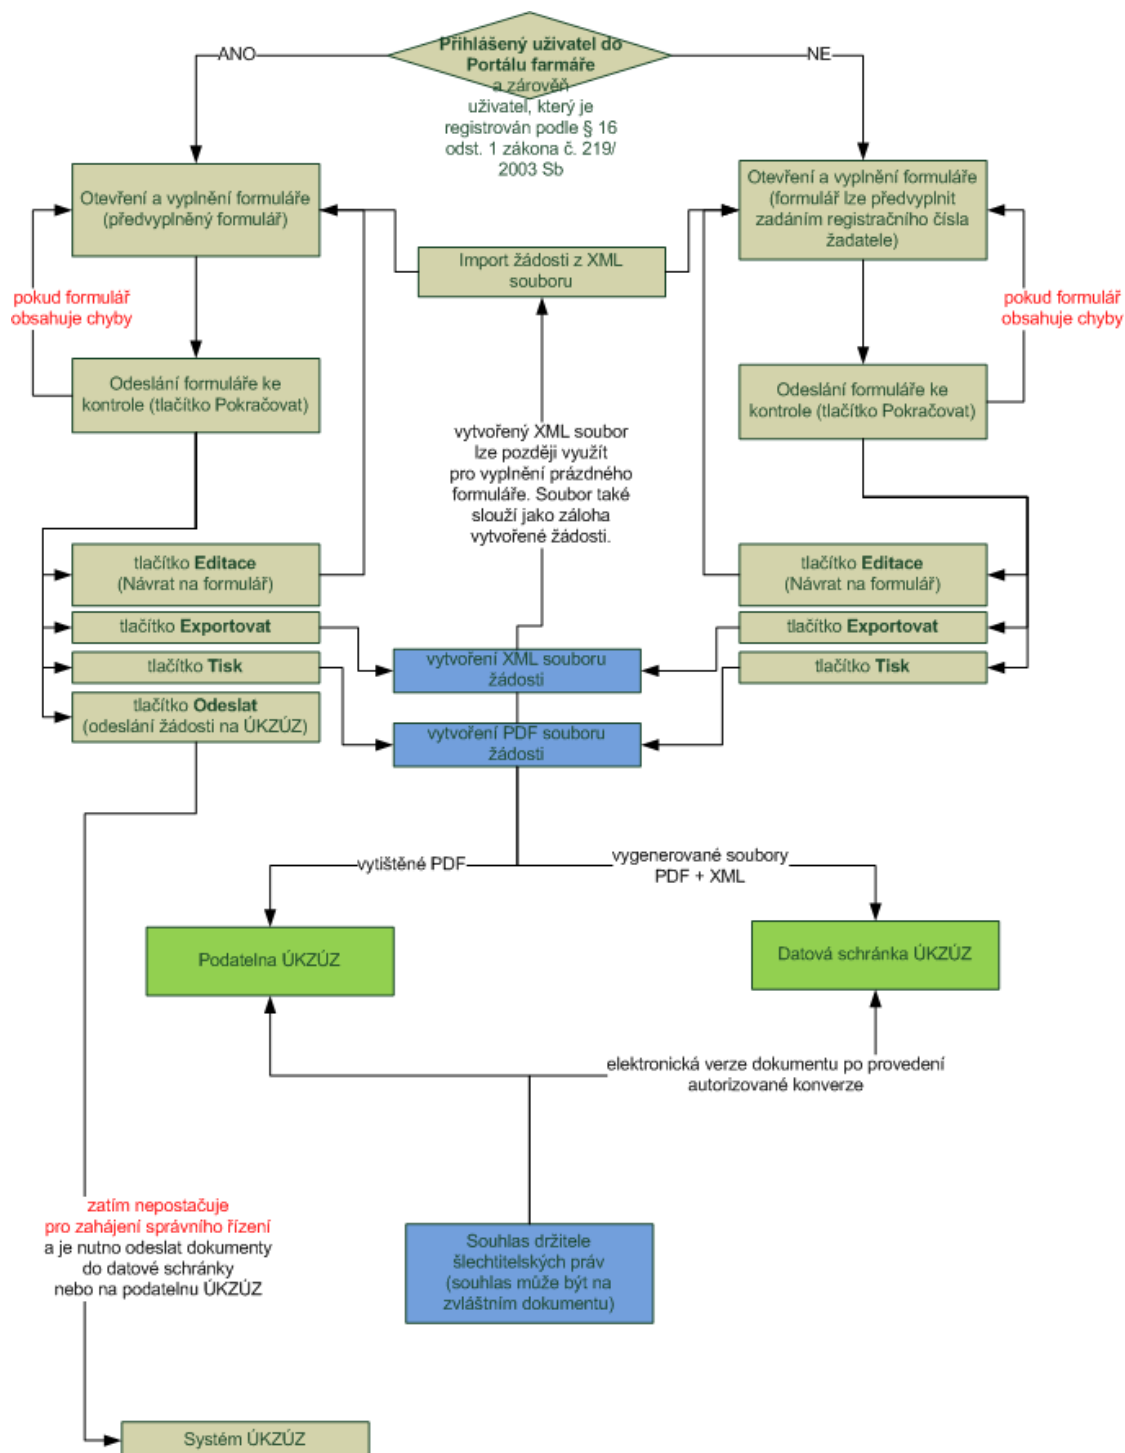 ANO
Přihlášený uživatel do
Portálu farmáře
a zárověň
uživatel, který je
registrován podle § 16
odst. 1 zákona č. 219/
2003 Sb
NE
Otevření a vyplnění formuláře
(předvyplněný formulář)
Otevření a vyplnění formuláře
(formulář lze předvyplnit
zadáním registračního čísla
žadatele)
Import žádosti z XML
souboru
pokud formulář
obsahuje chyby
pokud formulář
obsahuje chyby
Odeslání formuláře ke
kontrole (tlačítko Pokračovat)
Odeslání formuláře ke
kontrole (tlačítko Pokračovat)
vytvořený XML soubor
lze později využít
pro vyplnění prázdného
formuláře. Soubor také
slouží jako záloha
vytvořené žádosti.
tlačítko Editace
(Návrat na formulář)
tlačítko Editace
(Návrat na formulář)
tlačítko Exportovat
tlačítko Exportovat
tlačítko Tisk
vytvoření XML souboru
žádosti
tlačítko Tisk
tlačítko Odeslat
(odeslání žádosti na ÚKZÚZ)
vytvoření PDF souboru
žádosti
vytištěné PDF
vygenerované soubory
PDF + XML
Podatelna ÚKZÚZ
Datová schránka ÚKZÚZ
elektronická verze dokumentu po provedení
autorizované konverze
zatím nepostačuje
pro zahájení správního řízení
a je nutno odeslat dokumenty
do datové schránky
nebo na podatelnu ÚKZÚZ
Souhlas držitele
šlechtitelských práv
(souhlas může být na
zvláštním dokumentu)
Systém ÚKZÚZ